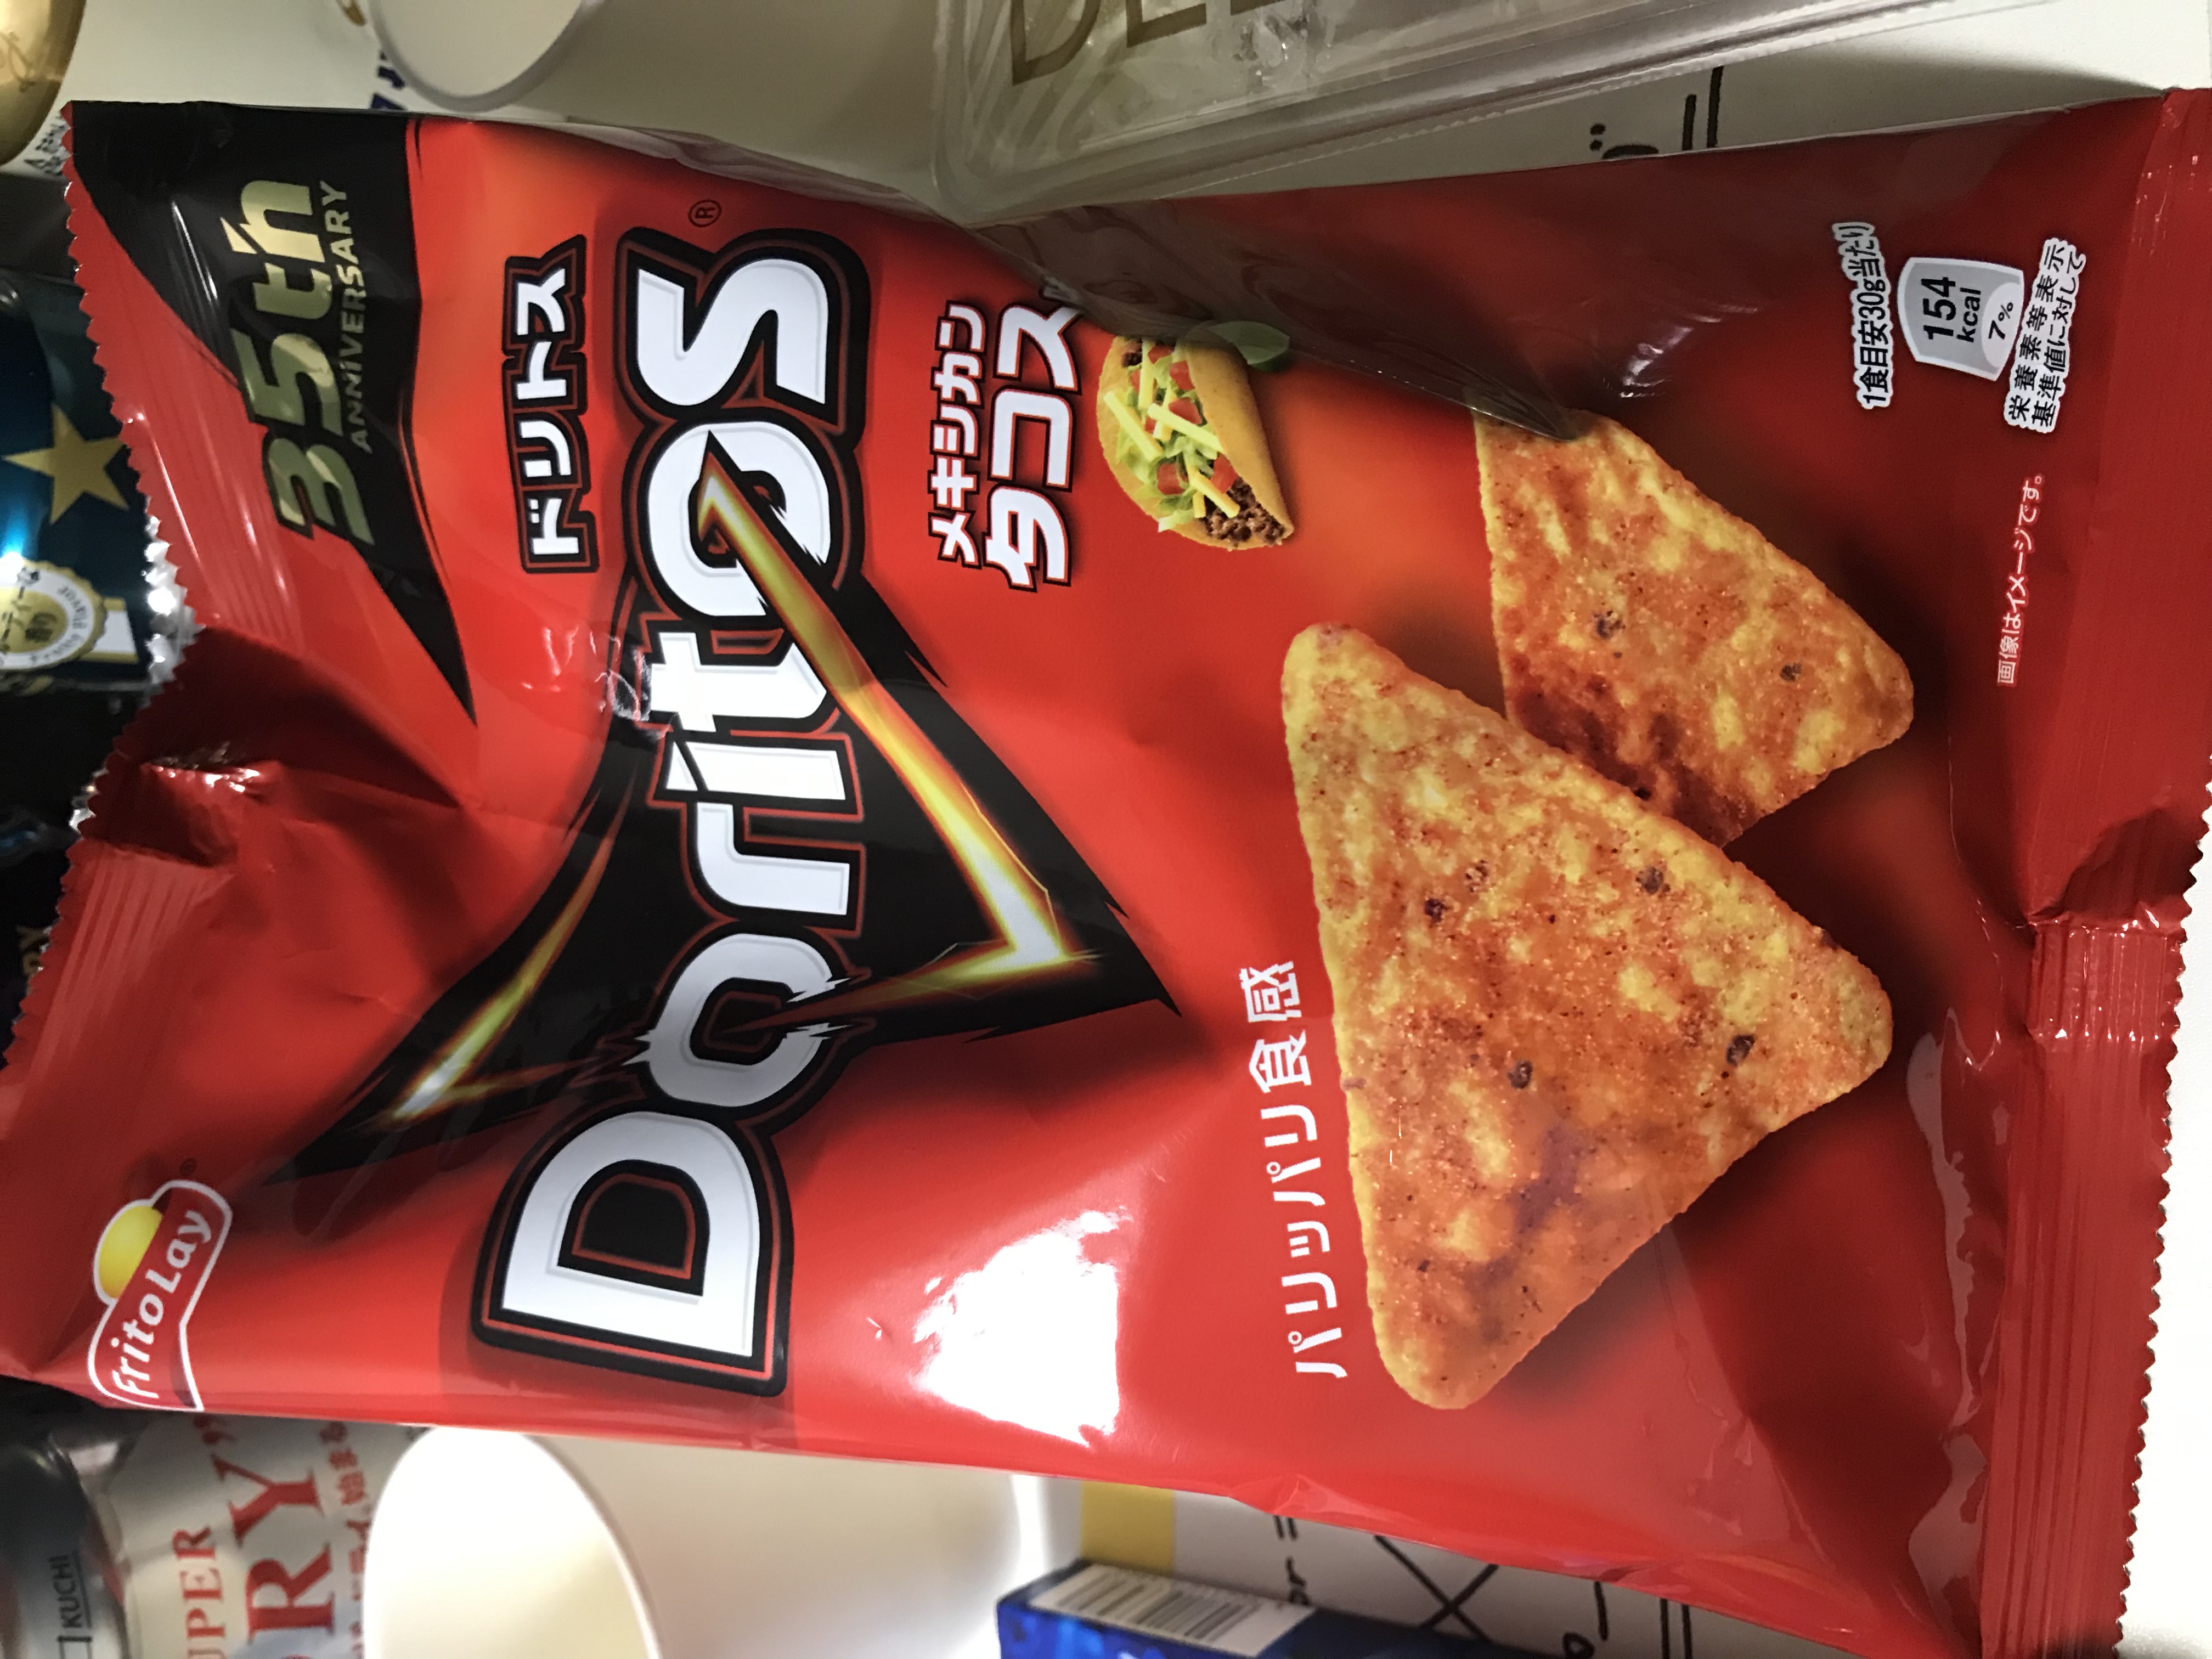 35th
ANNIVERSARY
FritoLay
ドリトス
Doritos®
メキシカン
タコス
パリッパリ食感
1食目安30g当たり
154
kcal
7%
栄養素等表示
基準値に対して
画像はイメージです。
KUCHI